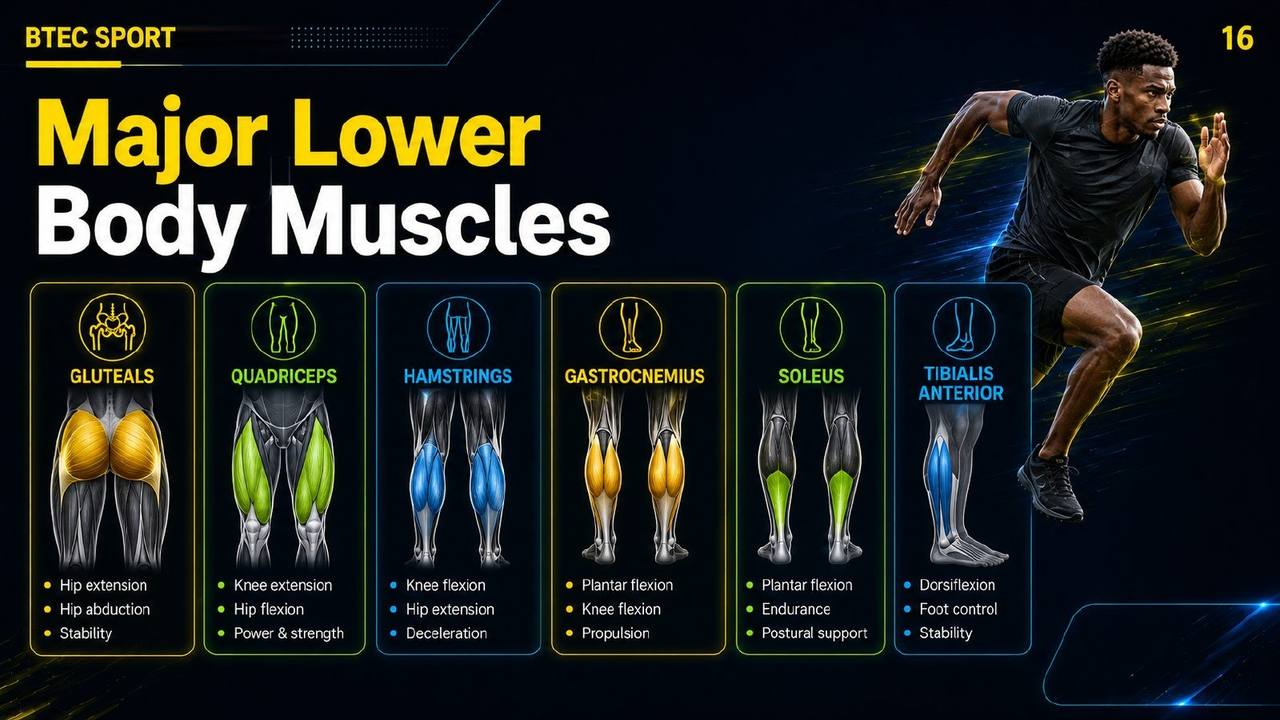 BTEC SPORT
16
Major Lower
Body Muscles
GLUTEALS
Hip extension
Hip abduction
Stability
QUADRICEPS
Knee extension
Hip flexion
Power & strength
HAMSTRINGS
Knee flexion
Hip extension
Deceleration
GASTROCNEMIUS
Plantar flexion
Knee flexion
Propulsion
SOLEUS
Plantar flexion
Endurance
Postural support
TIBIALIS
ANTERIOR
Dorsiflexion
Foot control
Stability